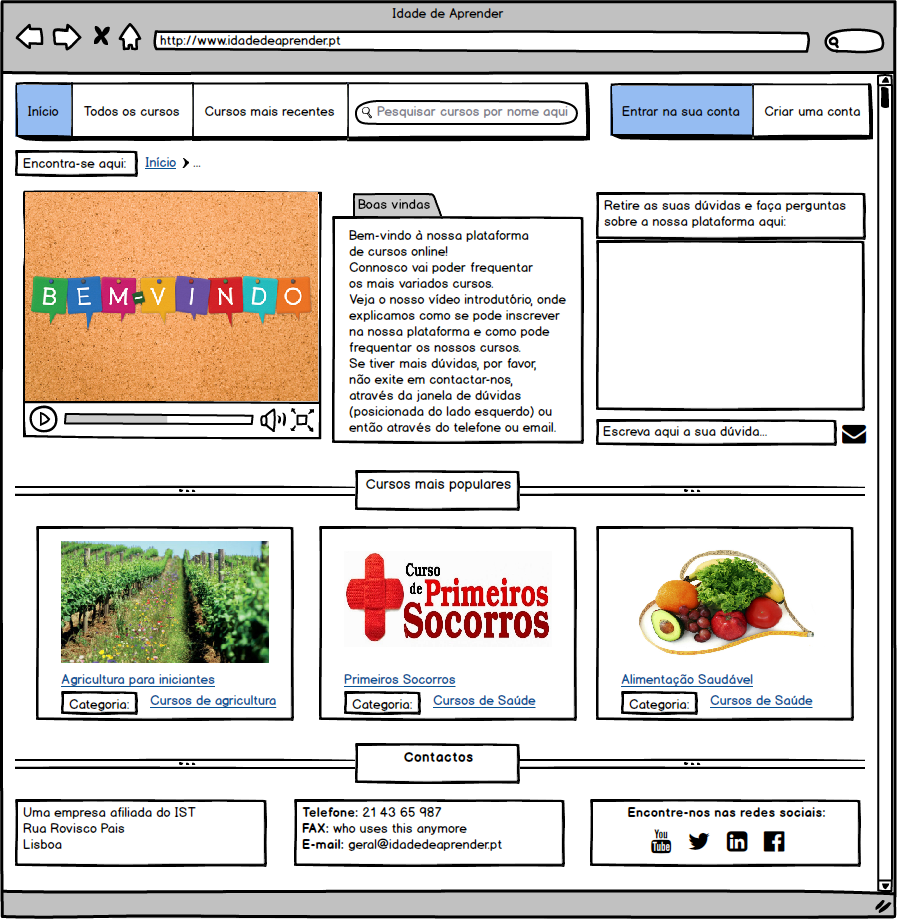 Idade de Aprender
http://www.idadedeaprender.pt
Início
Todos os cursos
Cursos mais recentes
Pesquisar cursos por nome aqui
Entrar na sua conta
Criar uma conta
Encontra-se aqui:
Início
...
BEM-VINDO
Boas vindas
Bem-vindo à nossa plataforma
de cursos online!
Connosco vai poder frequentar
os mais variados cursos.
Veja o nosso vídeo introdutório, onde
explicamos como se pode inscrever
na nossa plataforma e como pode
frequentar os nossos cursos.
Se tiver mais dúvidas, por favor,
não exite em contactar-nos,
através da janela de dúvidas
(posicionada do lado esquerdo) ou
então através do telefone ou email.
Retire as suas dúvidas e faça perguntas
sobre a nossa plataforma aqui:
Escreva aqui a sua dúvida...
Cursos mais populares
Agricultura para iniciantes
Categoria:
Cursos de agricultura
Curso
de Primeiros
Socorros
Primeiros Socorros
Categoria:
Cursos de Saúde
Alimentação Saudável
Categoria:
Cursos de Saúde
Contactos
Uma empresa afiliada do IST
Rua Rovisco Pais
Lisboa
Telefone: 21 43 65 987
FAX: who uses this anymore
E-mail: geral@idadedeaprender.pt
Encontre-nos nas redes sociais:
You
Tube